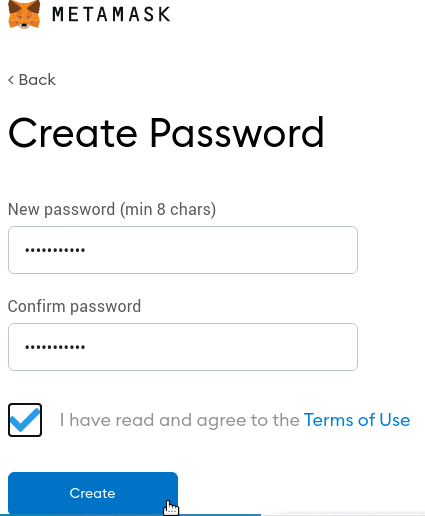 METAMASK
< Back
Create Password
New password (min 8 chars)
•••••••••••
Confirm password
•••••••••••
I have read and agree to the Terms of Use
Create